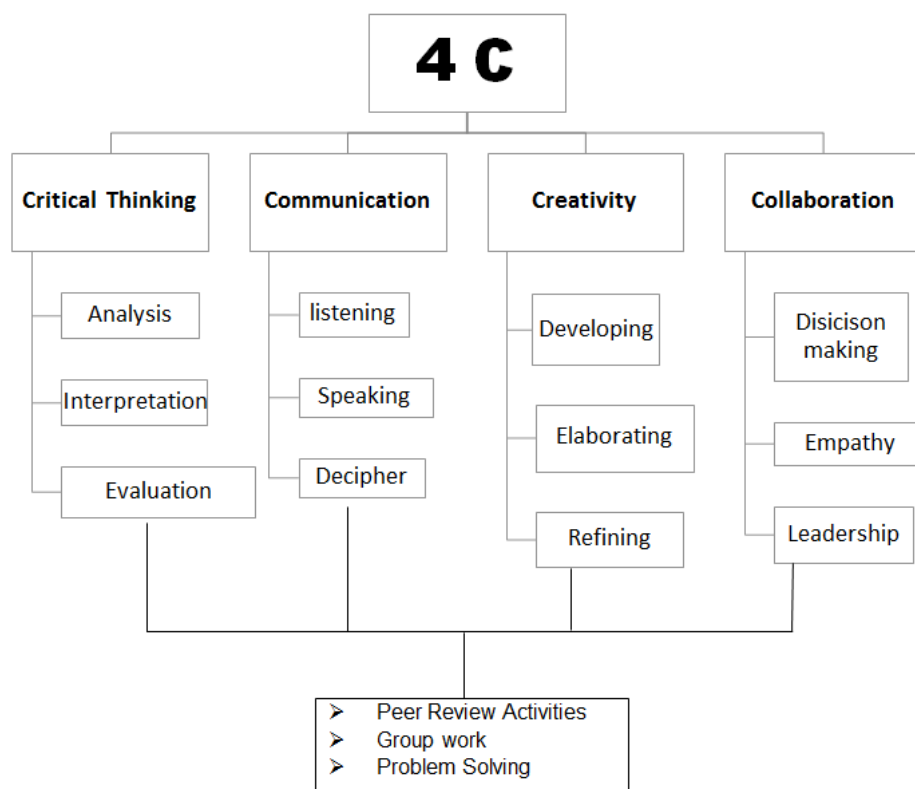 4 C
Critical Thinking
Communication
Creativity
Collaboration
Analysis
Interpretation
Evaluation
listening
Speaking
Decipher
Developing
Elaborating
Refining
Disicison
making
Empathy
Leadership
➢ Peer Review Activities
➢ Group work
➢ Problem Solving